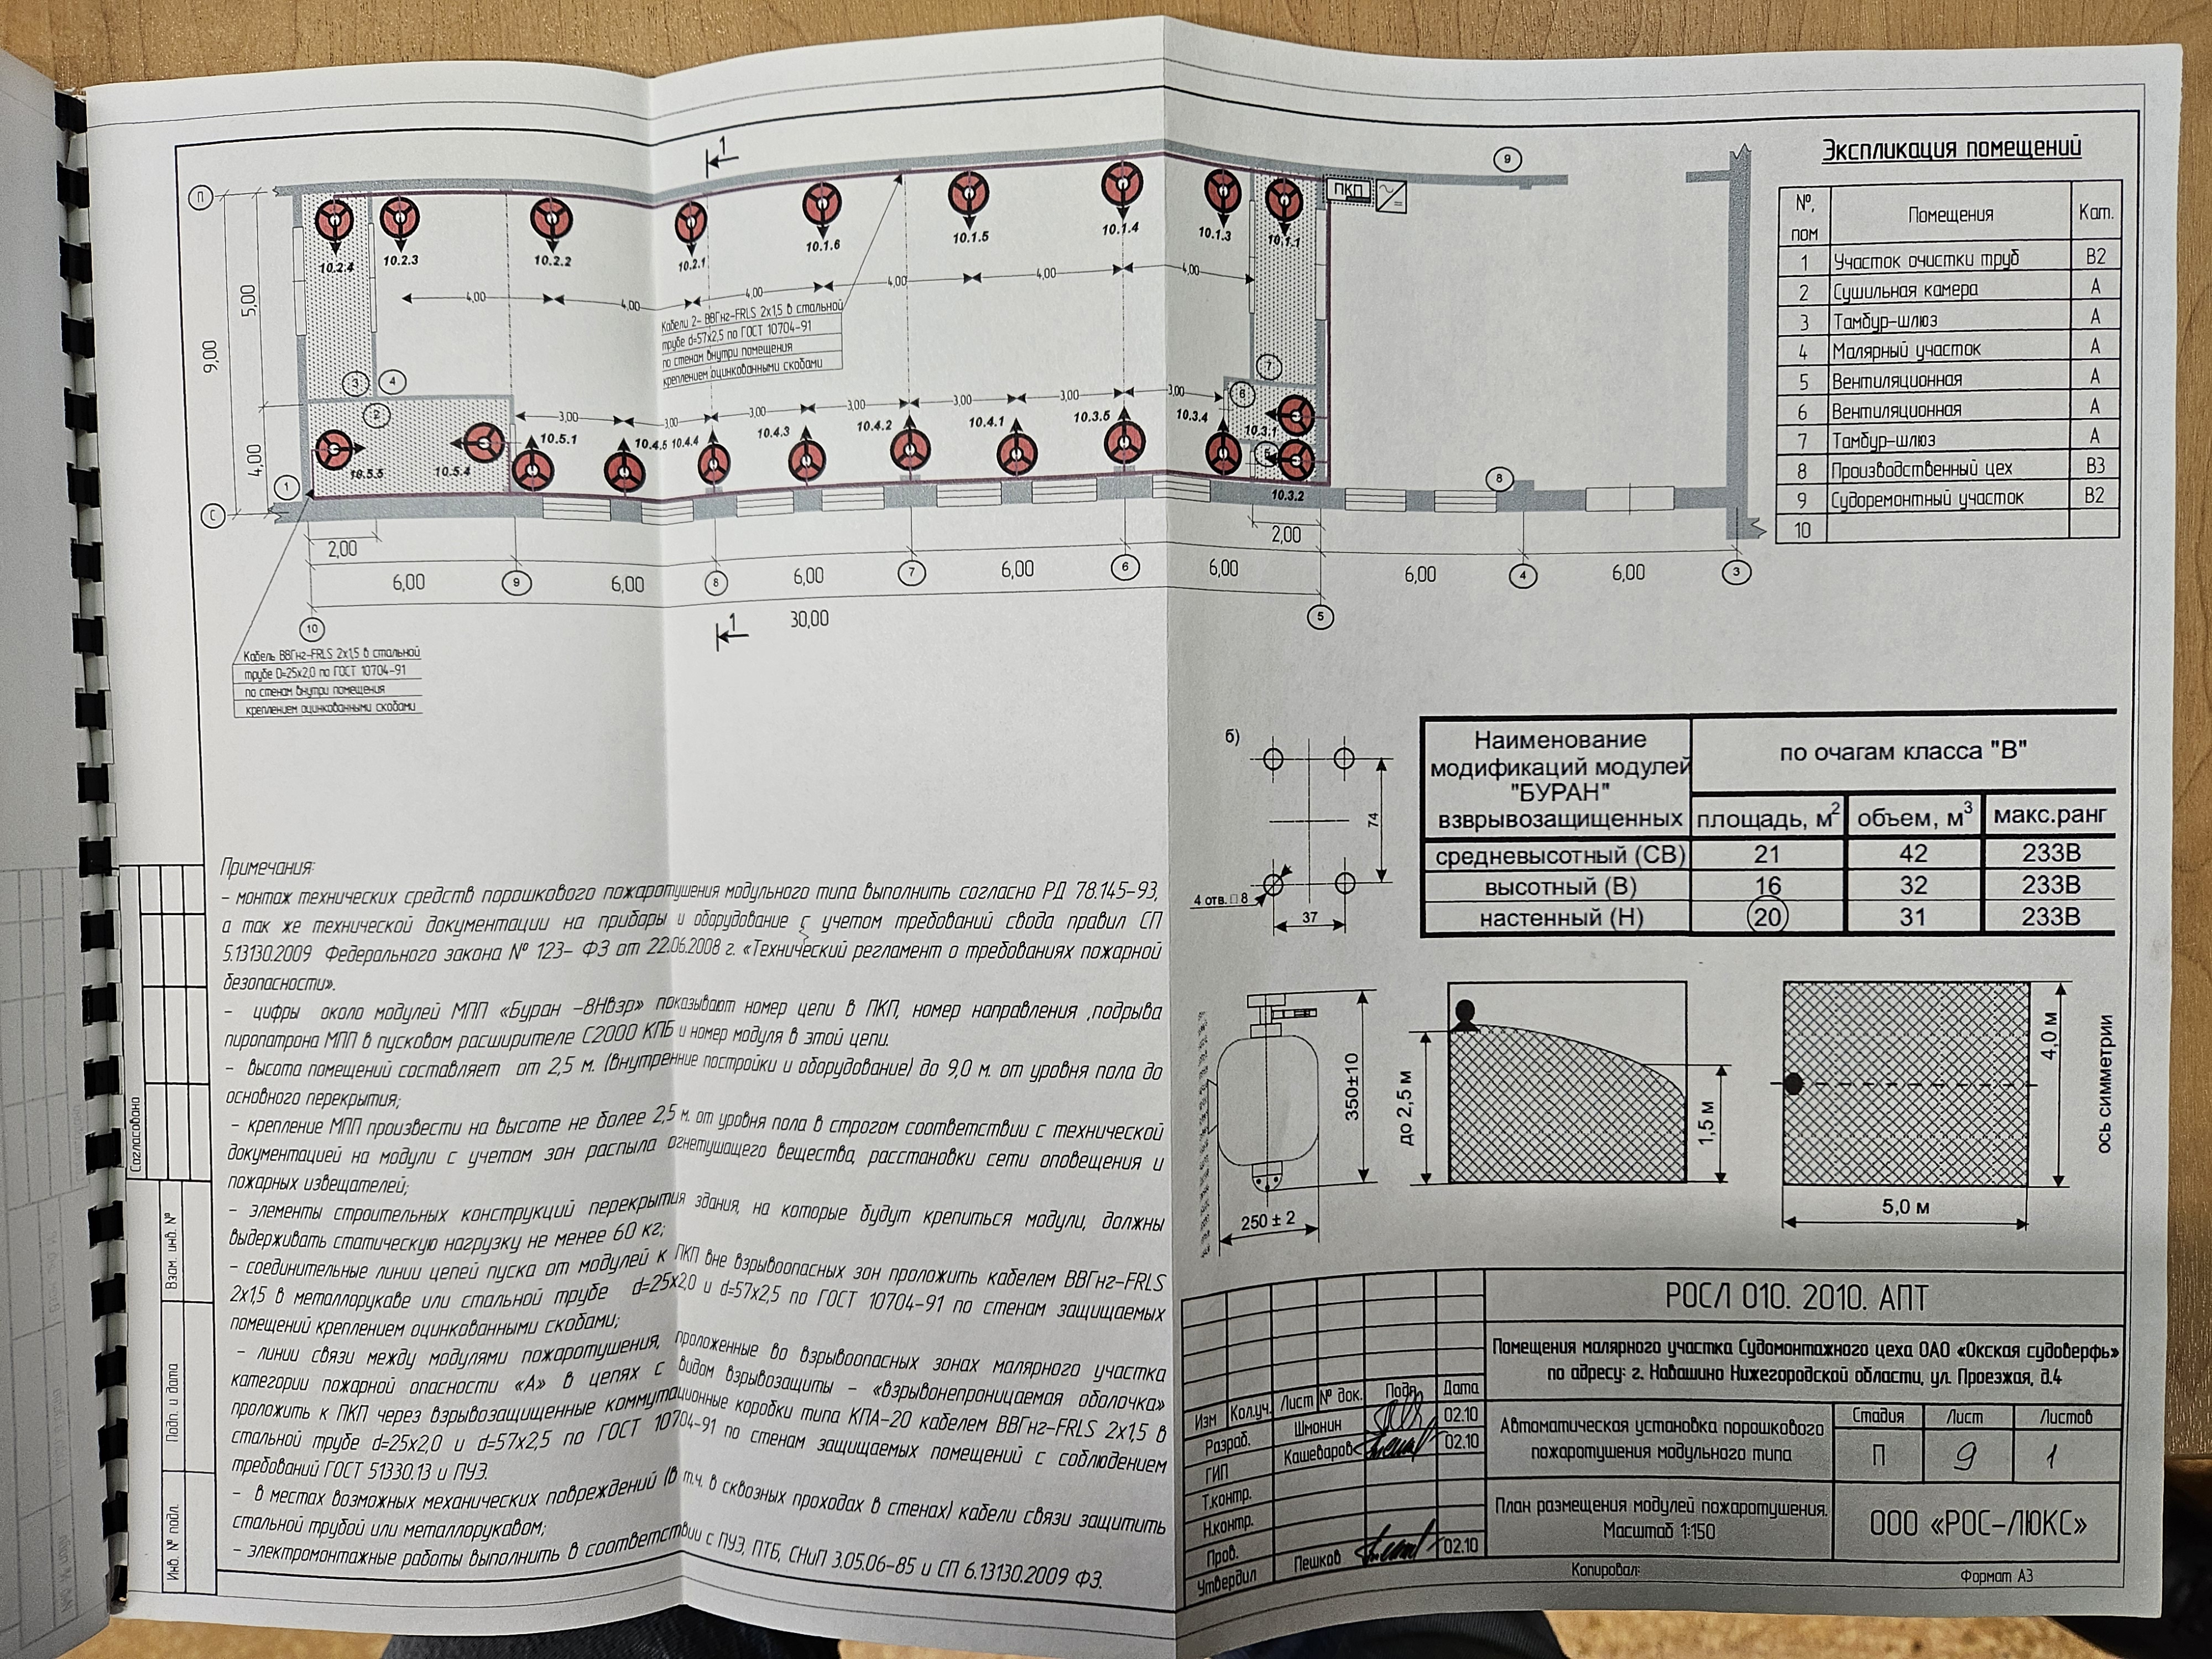 1
П
9
ПКП
10.2.4
10.2.3
10.2.2
10.2.1
10.1.6
10.1.5
10.1.4
10.1.3
10.1.1
4,00
4,00
4,00
4,00
4,00
4,00
5,00
9,00
4,00
Кабели 2- ВВГнг-FRLS 2х1,5 в стальной
трубе d=57х2,5 по ГОСТ 10704-91
по стенам внутри помещения
креплением оцинкованными скобами
3
4
2
7
6
3,00
3,00
3,00
3,00
3,00
3,00
3,00
10.5.5
10.5.4
10.5.1
10.4.5
10.4.4
10.4.3
10.4.2
10.4.1
10.3.5
10.3.4
10.3.1
10.3.2
1
С
8
2,00
2,00
6,00
9
6,00
8
6,00
7
6,00
6
6,00
6,00
4
6,00
3
10
1
30,00
5
Кабель ВВГнг-FRLS 2х1,5 в стальной
трубе D=25х2,0 по ГОСТ 10704-91
по стенам внутри помещения
креплением оцинкованными скобами
Экспликация помещений
№, пом Помещения Кат.
1 Участок очистки труб В2
2 Сушильная камера А
3 Тамбур-шлюз А
4 Малярный участок А
5 Вентиляционная А
6 Вентиляционная А
7 Тамбур-шлюз А
8 Производственный цех В3
9 Судоремонтный участок В2
10
б)
74
4 отв. □ 8
37
Наименование
модификаций модулей
"БУРАН"
взврывозащищенных
по очагам класса "В"
площадь, м2 объем, м3 макс.ранг
средневысотный (СВ) 21 42 233В
высотный (В) 16 32 233В
настенный (Н) 20 31 233В
350±10
250 ± 2
до 2,5 м
1,5 м
5,0 м
4,0 м
ось симметрии
Примечания:
- монтаж технических средств порошкового пожаротушения модульного типа выполнить согласно РД 78.145-93,
а так же технической документации на приборы и оборудование с учетом требований свода правил СП
5.13130.2009 Федерального закона № 123- ФЗ от 22.06.2008 г. «Технический регламент о требованиях пожарной
безопасности».
- цифры около модулей МПП «Буран -8Нвзр» показывают номер цепи в ПКП, номер направления ,подрыва
пиропатрона МПП в пусковом расширителе С2000 КПБ и номер модуля в этой цепи.
- высота помещений составляет от 2,5 м. (внутренние постройки и оборудование) до 9,0 м. от уровня пола до
основного перекрытия;
- крепление МПП произвести на высоте не более 2,5 м. от уровня пола в строгом соответствии с технической
документацией на модули с учетом зон распыла огнетушащего вещества, расстановки сети оповещения и
пожарных извещателей;
- элементы строительных конструкций перекрытия здания, на которые будут крепиться модули, должны
выдерживать статическую нагрузку не менее 60 кг;
- соединительные линии цепей пуска от модулей к ПКП вне взрывоопасных зон проложить кабелем ВВГнг-FRLS
2х1,5 в металлорукаве или стальной трубе d=25х2,0 и d=57х2,5 по ГОСТ 10704-91 по стенам защищаемых
помещений креплением оцинкованными скобами;
- линии связи между модулями пожаротушения, проложенные во взрывоопасных зонах малярного участка
категории пожарной опасности «А» в цепях с видом взрывозащиты - «взрывонепроницаемая оболочка»
проложить к ПКП через взрывозащищенные коммутационные коробки типа КПА-20 кабелем ВВГнг-FRLS 2х1,5 в
стальной трубе d=25х2,0 и d=57х2,5 по ГОСТ 10704-91 по стенам защищаемых помещений с соблюдением
требований ГОСТ 51330.13 и ПУЭ.
- в местах возможных механических повреждений (в т.ч. в сквозных проходах в стенах) кабели связи защитить
стальной трубой или металлорукавом;
- электромонтажные работы выполнить в соответствии с ПУЭ, ПТБ, СНиП 3.05.06-85 и СП 6.13130.2009 ФЗ.
Согласовано
Взам. инв. №
Подп. и дата
Инв. № подл.
РОСЛ 010. 2010. АПТ
Помещения малярного участка Судомонтажного цеха ОАО «Окская судоверфь»
по адресу: г. Навашино Нижегородской области, ул. Проезжая, д.4
Изм Кол.уч. Лист № док. Подп. Дата
Разраб. Шмонин 02.10
ГИП Кашеваров 02.10
Т.контр.
Н.контр.
Пров.
Утвердил Пешков 02.10
Автоматическая установка порошкового
пожаротушения модульного типа
Стадия Лист Листов
П 9 1
План размещения модулей пожаротушения.
Масштаб 1:150
ООО «РОС-ЛЮКС»
Копировал:
Формат А3